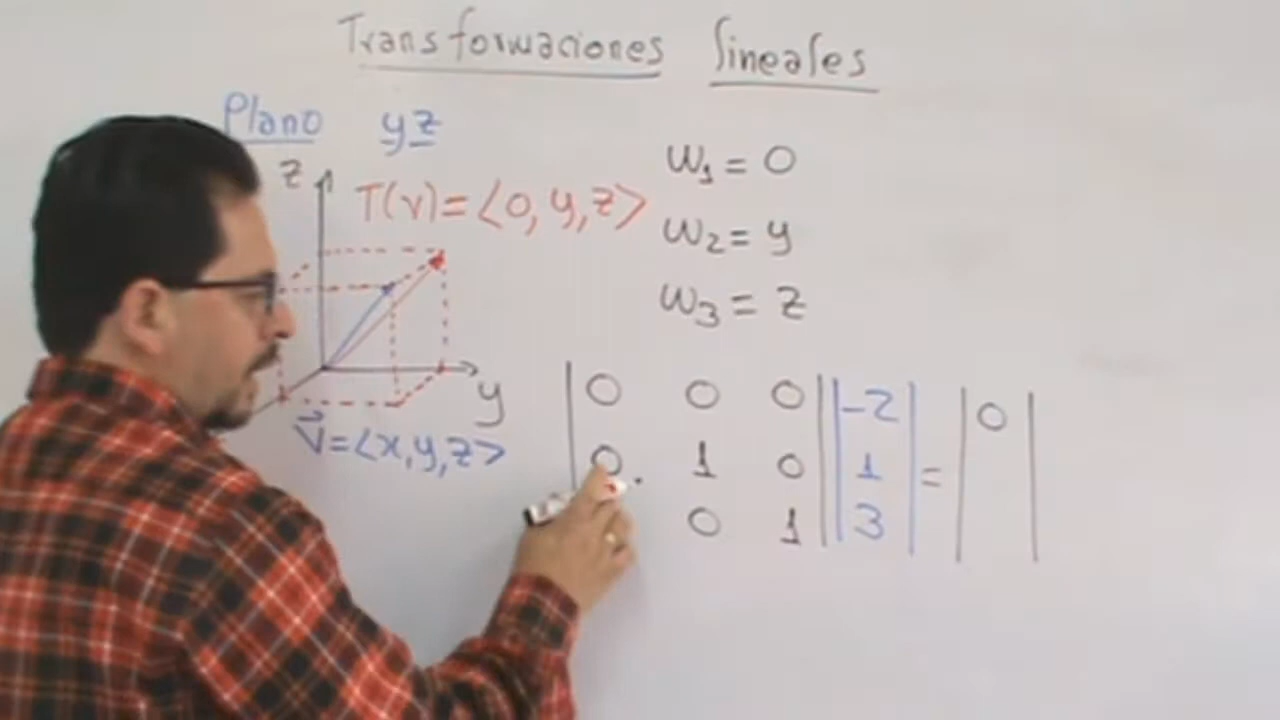 Transformaciones lineales
Plano yz
z
T(v)=⟨0, y, z⟩
y
v⃗=⟨x, y, z⟩
w₁ = 0
w₂ = y
w₃ = z
|0 0 0| |-2| |0|
|0 1 0| |1| = | |
0 1| |3| | |